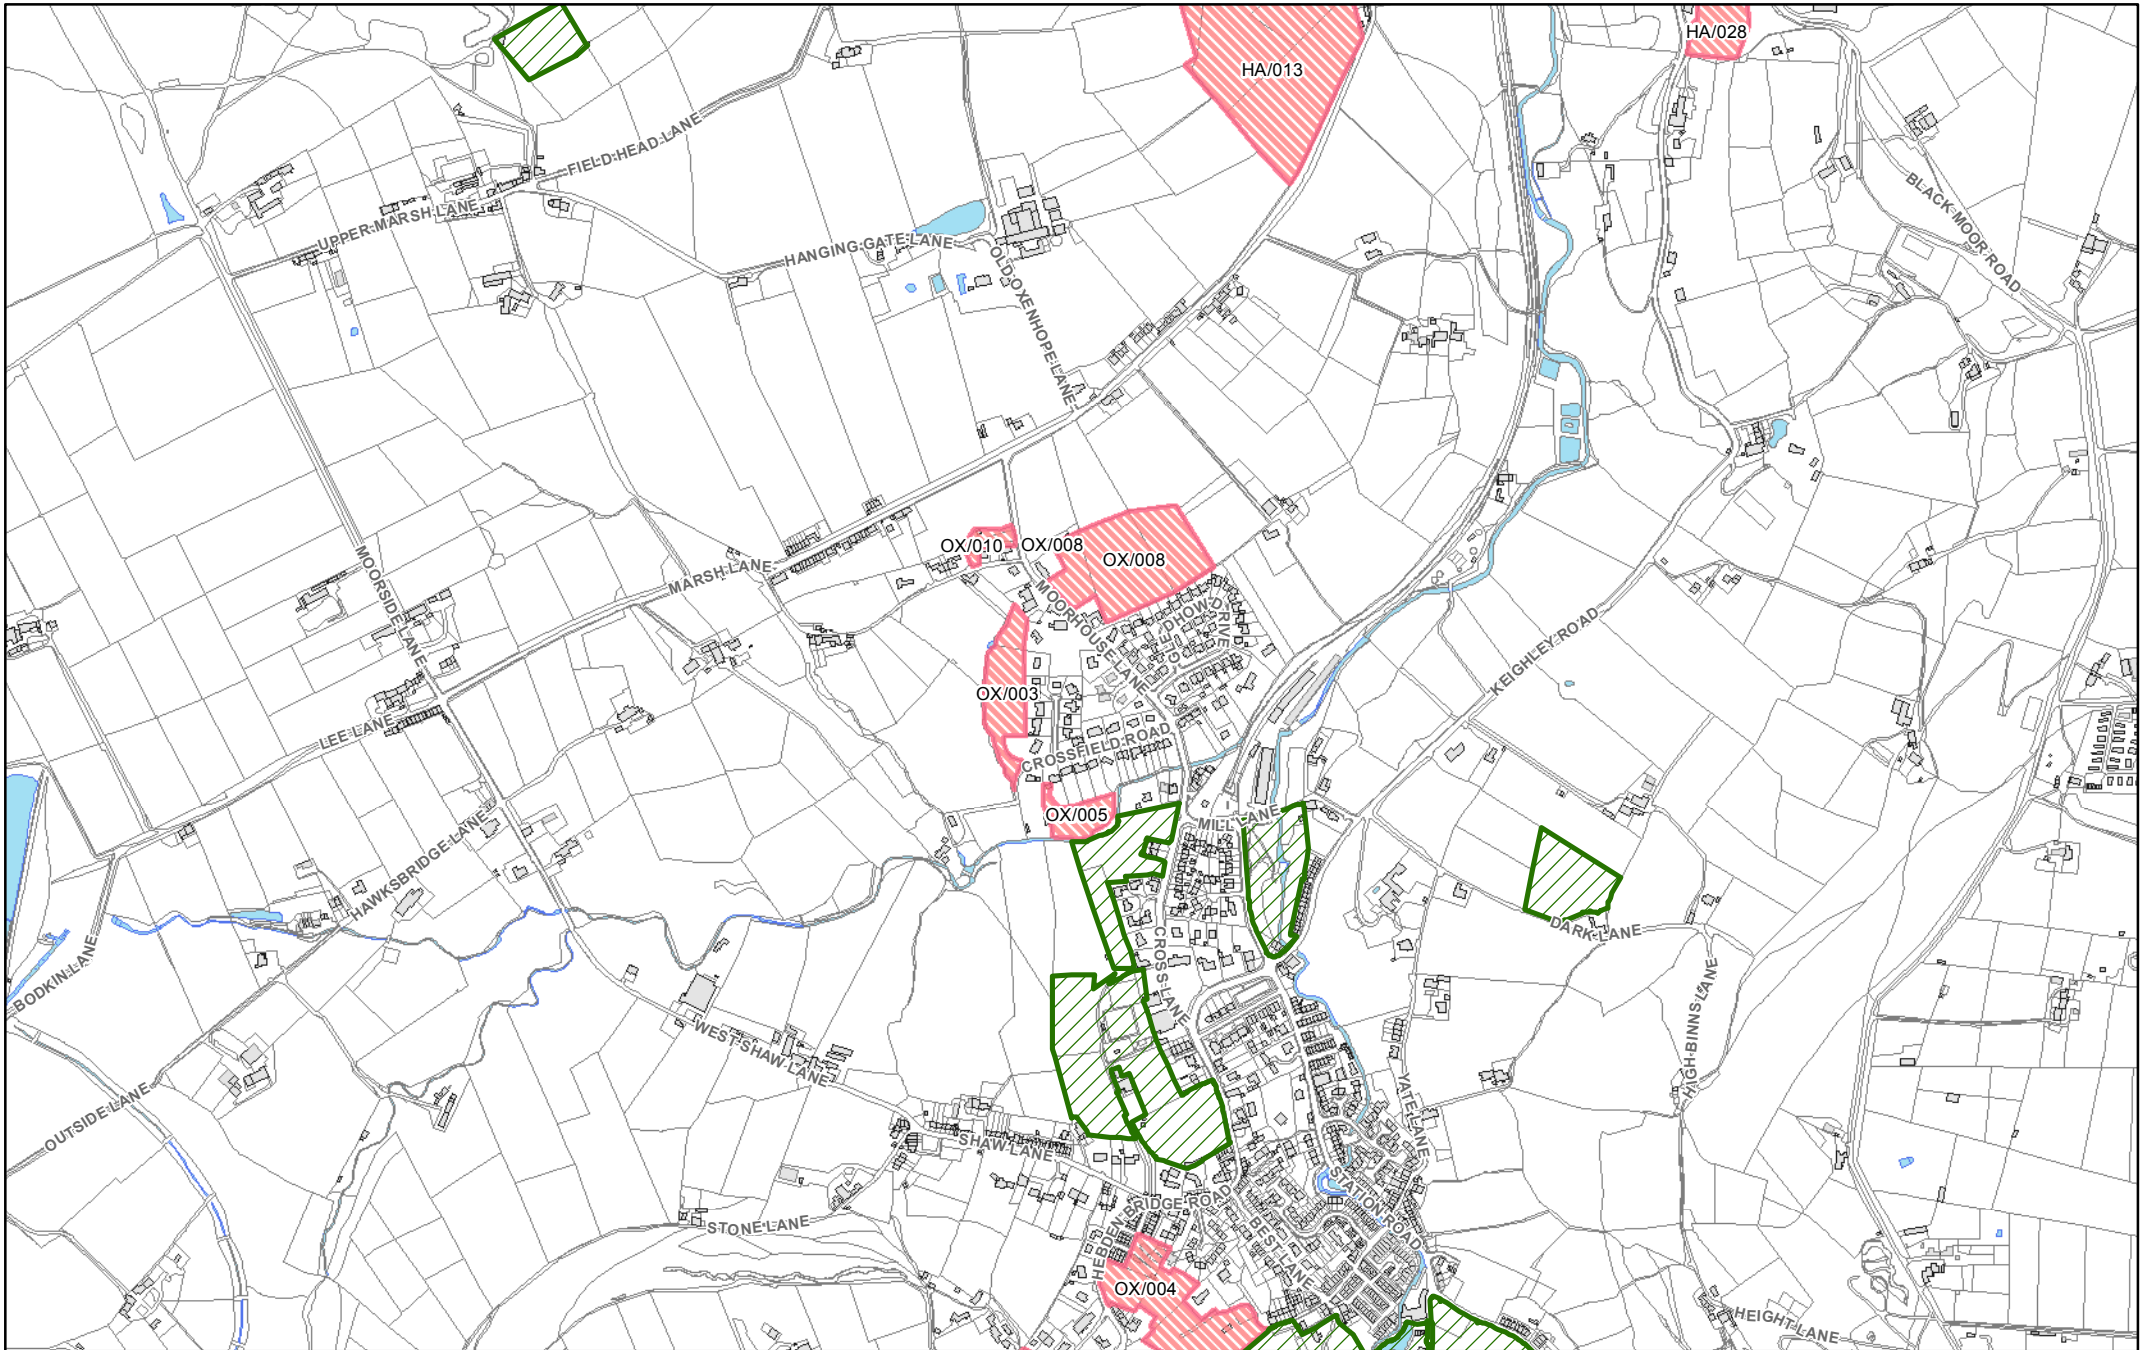 HA/028
HA/013
FIELD HEAD LANE
BLACK MOOR ROAD
UPPER MARSH LANE
HANGING GATE LANE
OLD OXENHOPE LANE
OX/010
OX/008
OX/008
MOORSIDE LANE
MARSH LANE
MOORHOUSE LANE
GLEDHOW DRIVE
KEIGHLEY ROAD
OX/003
LEE LANE
CROSSFIELD ROAD
OX/005
MILL LANE
HAWKSBRIDGE LANE
DARK LANE
CROSS LANE
BODKIN LANE
HIGH BINNS LANE
WEST SHAW LANE
OUTSIDE LANE
YATE LANE
SHAW LANE
STATION ROAD
HEBDEN BRIDGE ROAD
STONE LANE
BEST LANE
OX/004
HEIGHT LANE